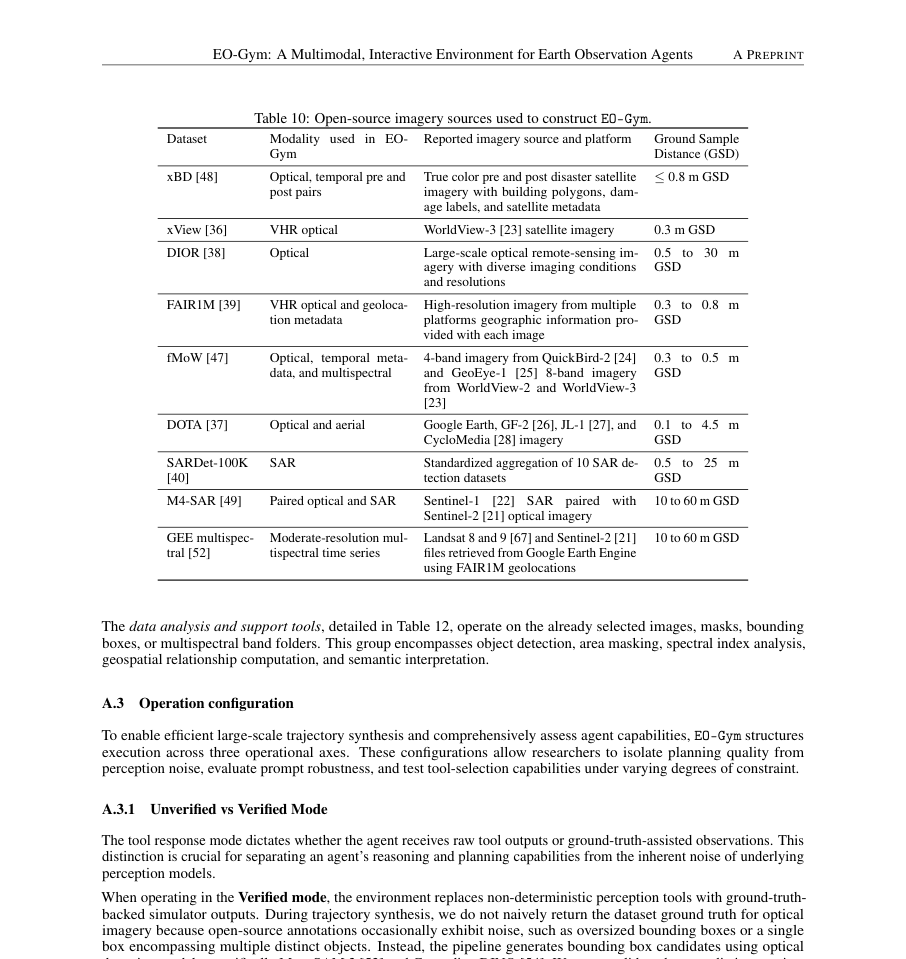 EO-Gym: A Multimodal, Interactive Environment for Earth Observation Agents A PREPRINT
Table 10: Open-source imagery sources used to construct EO-Gym.
Dataset Modality used in EO- Reported imagery source and platform Ground Sample
Gym Distance (GSD)
xBD [48] Optical, temporal pre and True color pre and post disaster satellite ≤ 0.8 m GSD
post pairs imagery with building polygons, dam-
age labels, and satellite metadata
xView [36] VHR optical WorldView-3 [23] satellite imagery 0.3 m GSD
DIOR [38] Optical Large-scale optical remote-sensing im- 0.5 to 30 m
agery with diverse imaging conditions GSD
and resolutions
FAIR1M [39] VHR optical and geoloca- High-resolution imagery from multiple 0.3 to 0.8 m
tion metadata platforms geographic information pro- GSD
vided with each image
fMoW [47] Optical, temporal meta- 4-band imagery from QuickBird-2 [24] 0.3 to 0.5 m
data, and multispectral and GeoEye-1 [25] 8-band imagery GSD
from WorldView-2 and WorldView-3
[23]
DOTA [37] Optical and aerial Google Earth, GF-2 [26], JL-1 [27], and 0.1 to 4.5 m
CycloMedia [28] imagery GSD
SARDet-100K SAR Standardized aggregation of 10 SAR de- 0.5 to 25 m
[40] tection datasets GSD
M4-SAR [49] Paired optical and SAR Sentinel-1 [22] SAR paired with 10 to 60 m GSD
Sentinel-2 [21] optical imagery
GEE multispec- Moderate-resolution mul- Landsat 8 and 9 [67] and Sentinel-2 [21] 10 to 60 m GSD
tral [52] tispectral time series files retrieved from Google Earth Engine
using FAIR1M geolocations
The data analysis and support tools, detailed in Table 12, operate on the already selected images, masks, bounding
boxes, or multispectral band folders. This group encompasses object detection, area masking, spectral index analysis,
geospatial relationship computation, and semantic interpretation.
A.3 Operation configuration
To enable efficient large-scale trajectory synthesis and comprehensively assess agent capabilities, EO-Gym structures
execution across three operational axes. These configurations allow researchers to isolate planning quality from
perception noise, evaluate prompt robustness, and test tool-selection capabilities under varying degrees of constraint.
A.3.1 Unverified vs Verified Mode
The tool response mode dictates whether the agent receives raw tool outputs or ground-truth-assisted observations. This
distinction is crucial for separating an agent's reasoning and planning capabilities from the inherent noise of underlying
perception models.
When operating in the Verified mode, the environment replaces non-deterministic perception tools with ground-truth-
backed simulator outputs. During trajectory synthesis, we do not naively return the dataset ground truth for optical
imagery because open-source annotations occasionally exhibit noise, such as oversized bounding boxes or a single
box encompassing multiple distinct objects. Instead, the pipeline generates bounding box candidates using optical